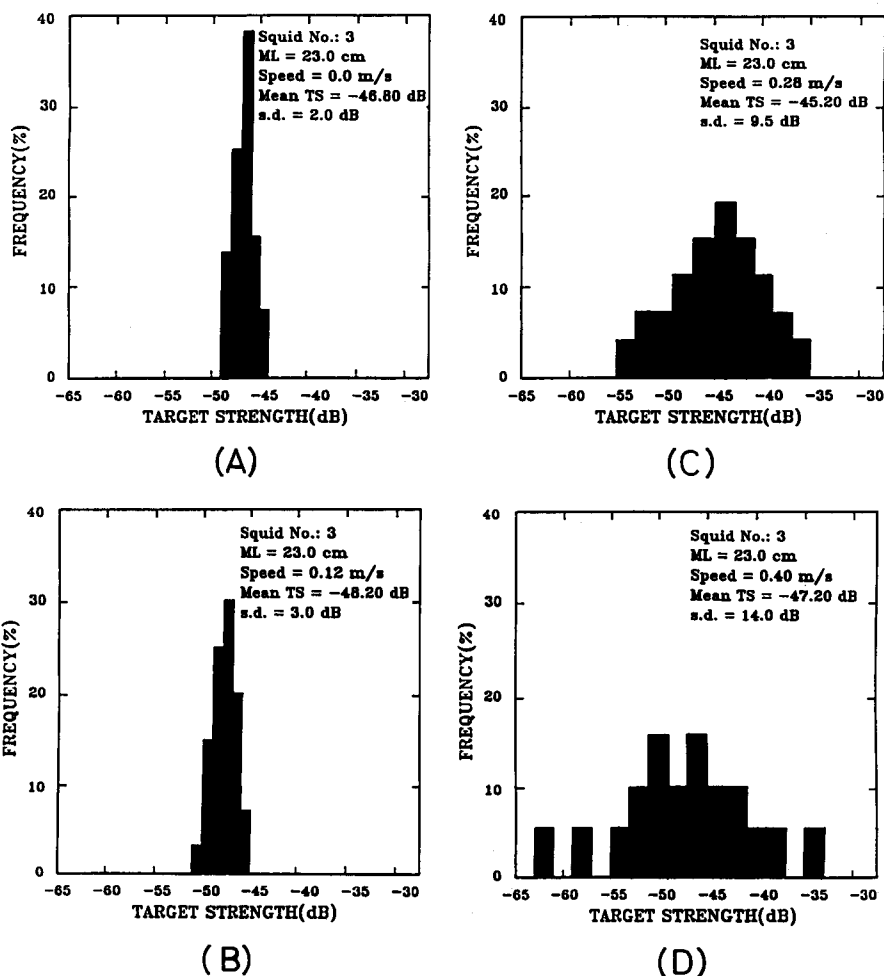 40
30
20
10
0
FREQUENCY(%)
Squid No.: 3
ML = 23.0 cm
Speed = 0.0 m/s
Mean TS = -46.80 dB
s.d. = 2.0 dB
-65 -60 -55 -50 -45 -40 -35 -30
TARGET STRENGTH(dB)
(A)
40
30
20
10
0
FREQUENCY(%)
Squid No.: 3
ML = 23.0 cm
Speed = 0.28 m/s
Mean TS = -45.20 dB
s.d. = 9.5 dB
-65 -60 -55 -50 -45 -40 -35 -30
TARGET STRENGTH(dB)
(C)
40
30
20
10
0
FREQUENCY(%)
Squid No.: 3
ML = 23.0 cm
Speed = 0.12 m/s
Mean TS = -48.20 dB
s.d. = 3.0 dB
-65 -60 -55 -50 -45 -40 -35 -30
TARGET STRENGTH(dB)
(B)
40
30
20
10
0
FREQUENCY(%)
Squid No.: 3
ML = 23.0 cm
Speed = 0.40 m/s
Mean TS = -47.20 dB
s.d. = 14.0 dB
-65 -60 -55 -50 -45 -40 -35 -30
TARGET STRENGTH(dB)
(D)